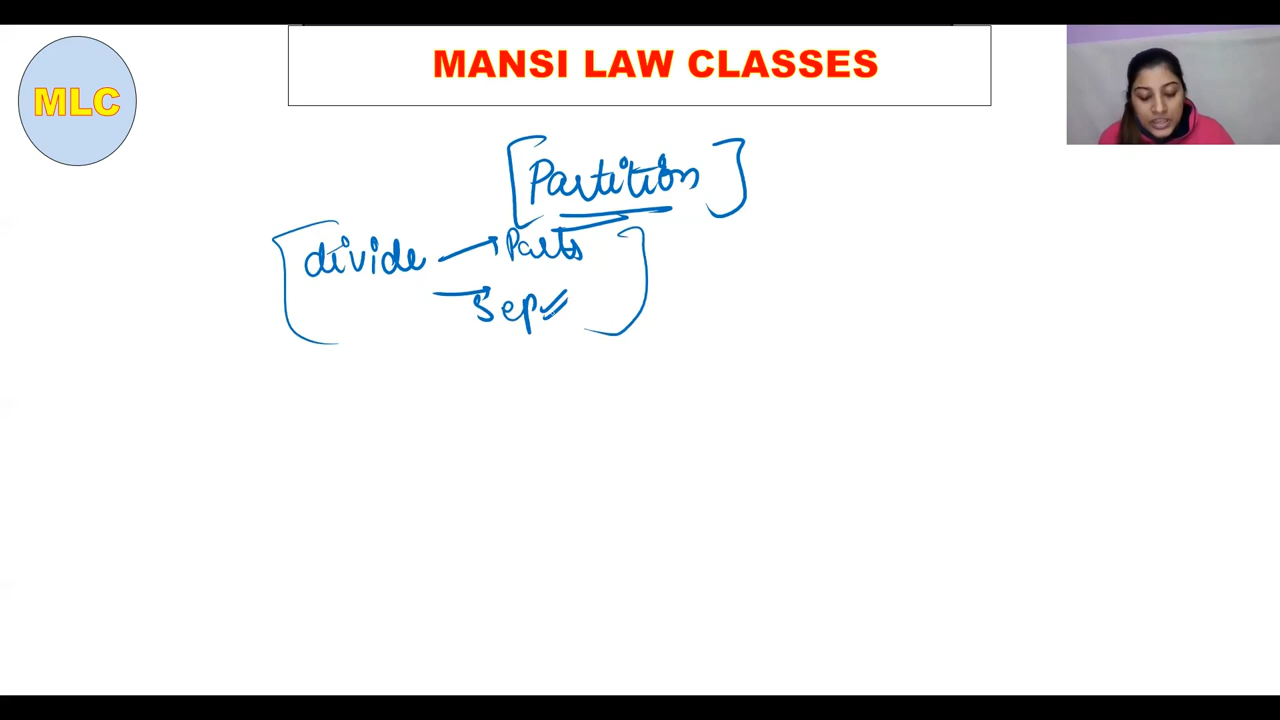 MANSI LAW CLASSES
MLC
[Partition]
divide → Parts
→ Sep